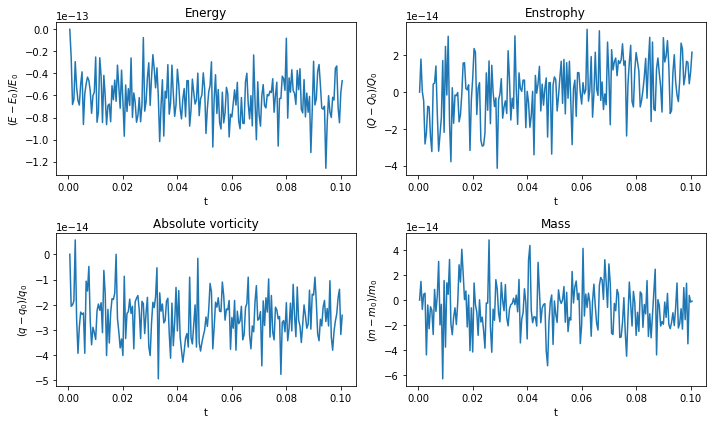 Energy
1e−13
0.0
−0.2
−0.4
−0.6
−0.8
−1.0
−1.2
(E − E₀)/E₀
0.00 0.02 0.04 0.06 0.08 0.10
t
Enstrophy
1e−14
2
0
−2
−4
(Q − Q₀)/Q₀
0.00 0.02 0.04 0.06 0.08 0.10
t
Absolute vorticity
1e−14
0
−1
−2
−3
−4
−5
(q − q₀)/q₀
0.00 0.02 0.04 0.06 0.08 0.10
t
Mass
1e−14
4
2
0
−2
−4
−6
(m − m₀)/m₀
0.00 0.02 0.04 0.06 0.08 0.10
t